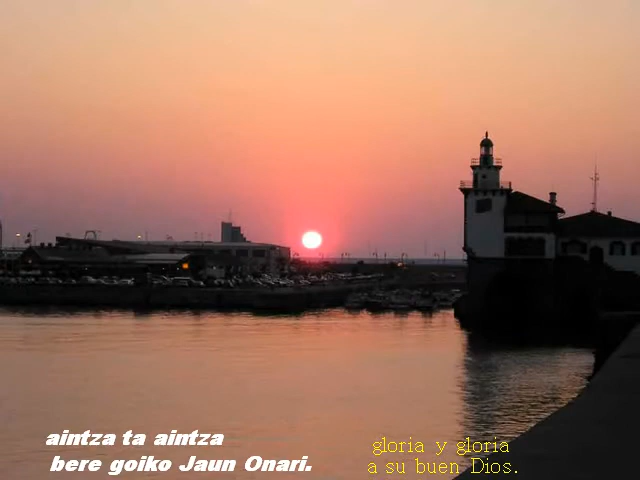 aintza ta aintza
bere goiko Jaun Onari.
gloria y gloria
a su buen Dios.